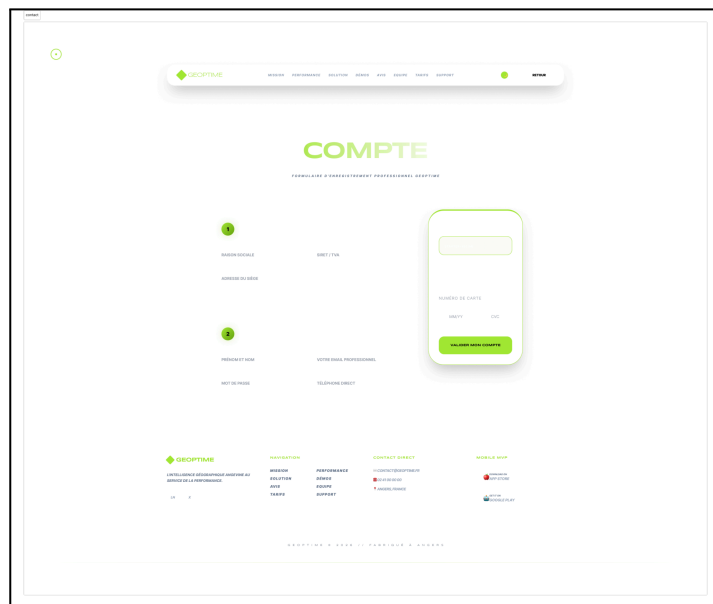 CONTACT
GEOPTIME
MISSION PERFORMANCE SOLUTION DÉMOS AVIS ÉQUIPE TARIFS SUPPORT
RETOUR
COMPTE
FORMULAIRE D'ENREGISTREMENT PROFESSIONNEL GEOPTIME
1
RAISON SOCIALE SIRET / TVA
ADRESSE DU SIÈGE
NUMÉRO DE CARTE
MM/YY CVC
VALIDER MON COMPTE
2
PRÉNOM ET NOM VOTRE EMAIL PROFESSIONNEL
MOT DE PASSE TÉLÉPHONE DIRECT
GEOPTIME
L'INTELLIGENCE GÉOGRAPHIQUE
AU
SERVICE DE LA PERFORMANCE.
NAVIGATION
MISSION PERFORMANCE
SOLUTION DÉMOS
AVIS ÉQUIPE
TARIFS SUPPORT
CONTACT DIRECT
CONTACT@GEOPTIME.FR
ANGERS, FRANCE
MOBILE
APP STORE
GOOGLE PLAY